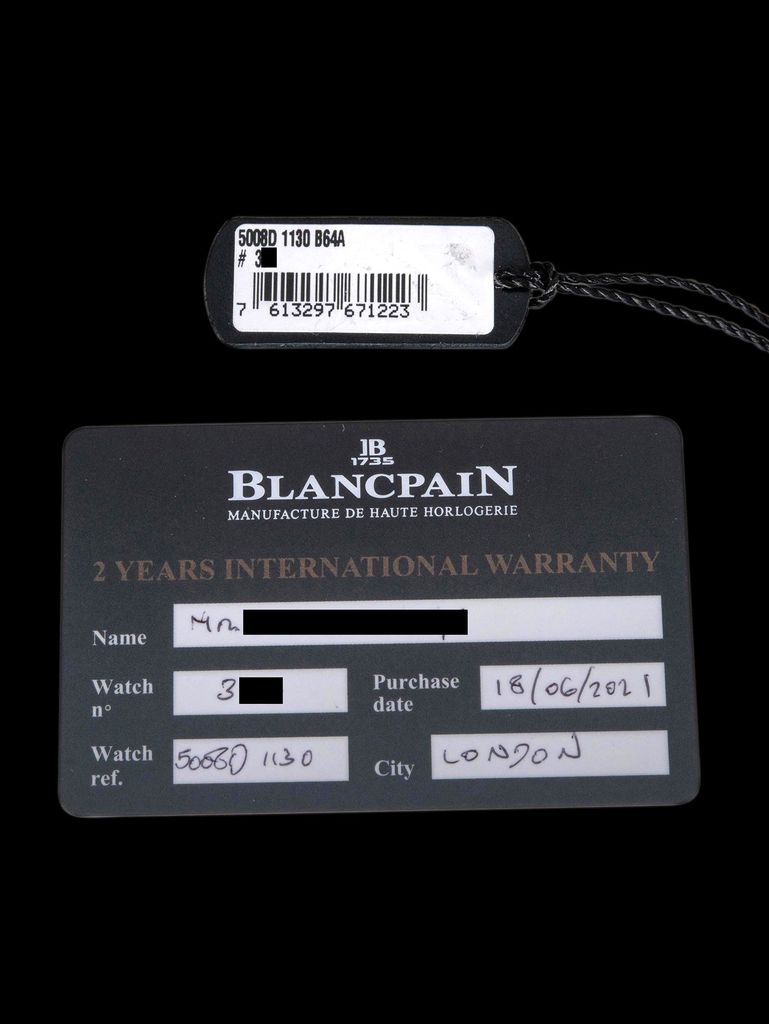 5008D 1130 B64A
# 3
7 613297 671223
JB
1735
BLANCPAIN
MANUFACTURE DE HAUTE HORLOGERIE
2 YEARS INTERNATIONAL WARRANTY
Name Mr.
Watch n° 3
Purchase date 18/06/2021
Watch ref. 5008D 1130
City LONDON